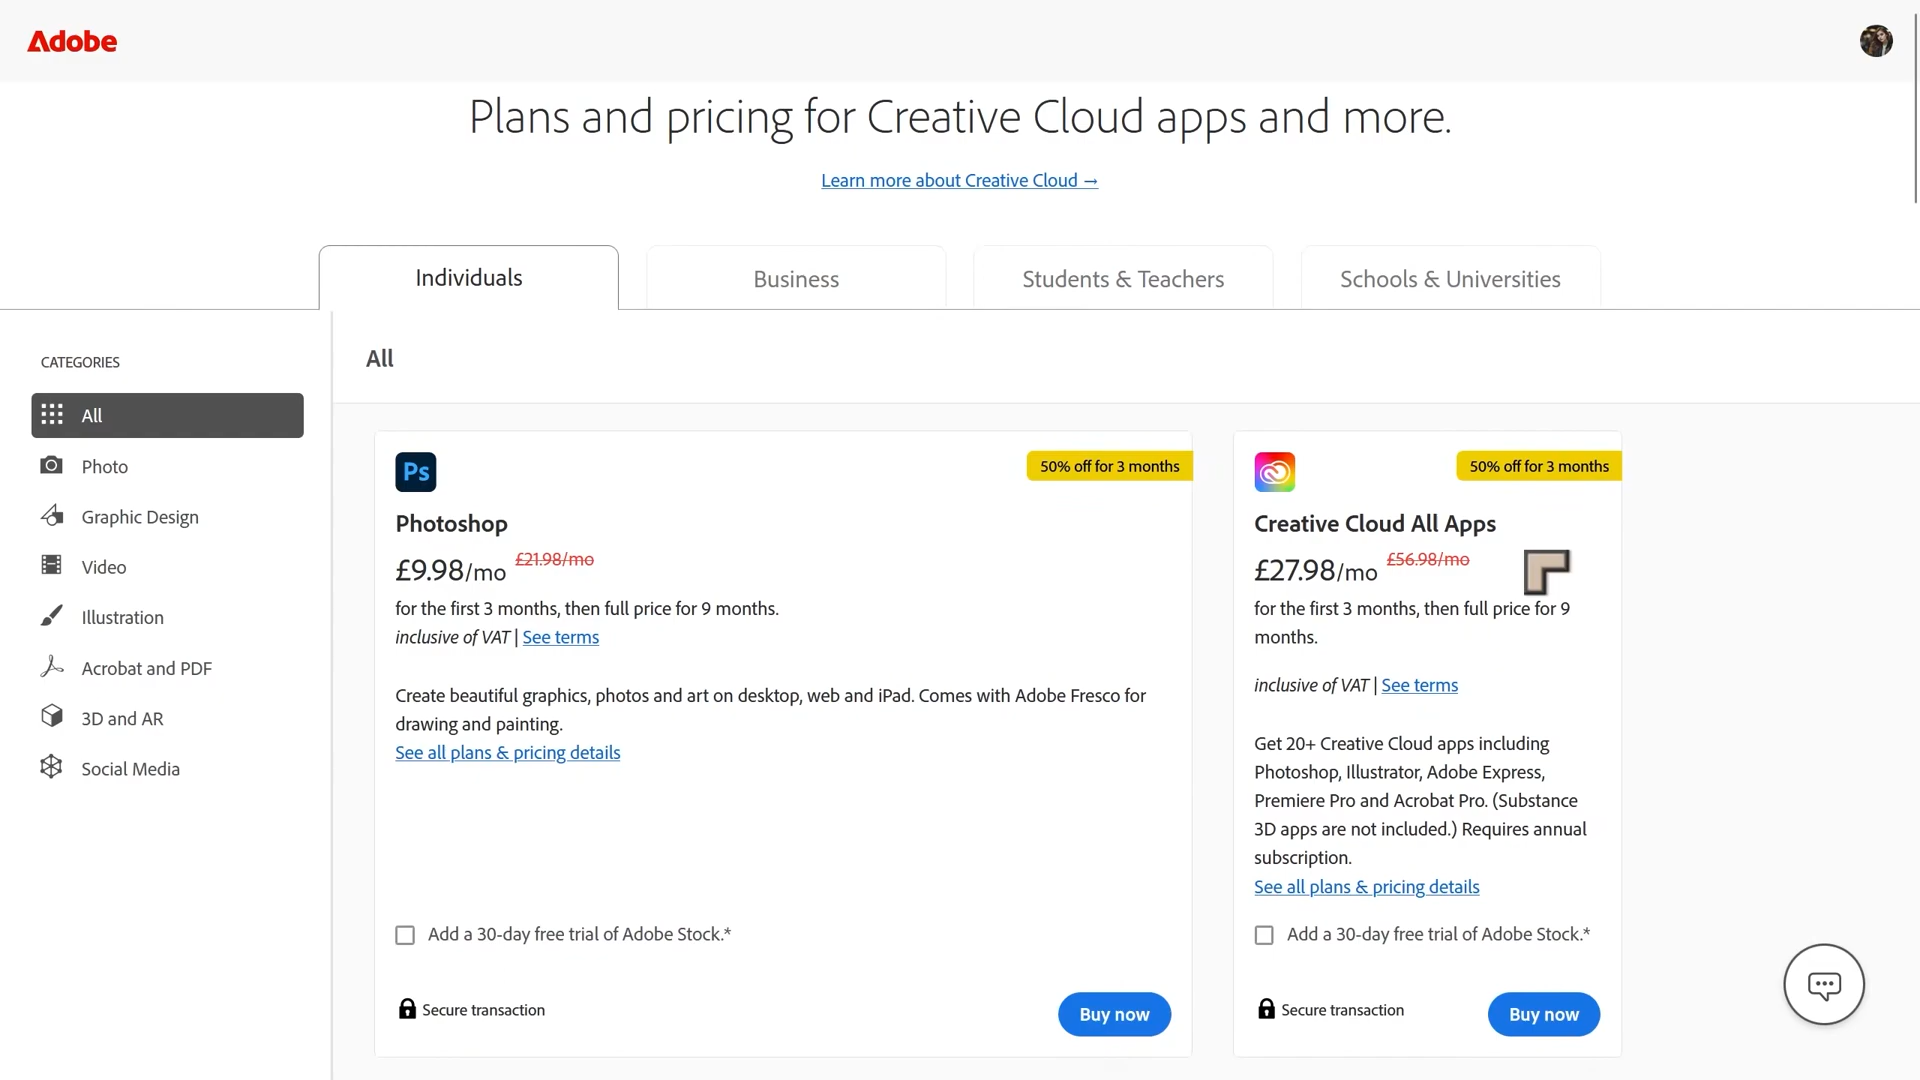 Adobe
Plans and pricing for Creative Cloud apps and more.
Learn more about Creative Cloud →
Individuals
Business
Students & Teachers
Schools & Universities
CATEGORIES
All
Photo
Graphic Design
Video
Illustration
Acrobat and PDF
3D and AR
Social Media
All
Ps
50% off for 3 months
Photoshop
£9.98/mo £21.98/mo
for the first 3 months, then full price for 9 months.
inclusive of VAT | See terms
Create beautiful graphics, photos and art on desktop, web and iPad. Comes with Adobe Fresco for
drawing and painting.
See all plans & pricing details
Add a 30-day free trial of Adobe Stock.*
Secure transaction
Buy now
50% off for 3 months
Creative Cloud All Apps
£27.98/mo £56.98/mo
for the first 3 months, then full price for 9
months.
inclusive of VAT | See terms
Get 20+ Creative Cloud apps including
Photoshop, Illustrator, Adobe Express,
Premiere Pro and Acrobat Pro. (Substance
3D apps are not included.) Requires annual
subscription.
See all plans & pricing details
Add a 30-day free trial of Adobe Stock.*
Secure transaction
Buy now